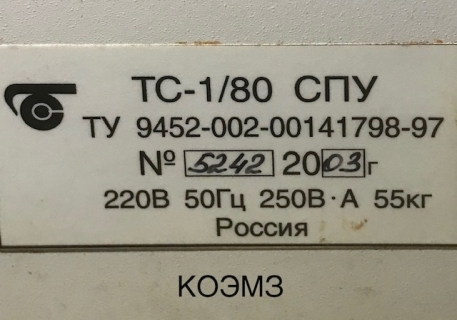 ТС-1/80 СПУ
ТУ 9452-002-00141798-97
№ 5242 2003г
220В 50Гц 250В·А 55кг
Россия
КОЭМЗ